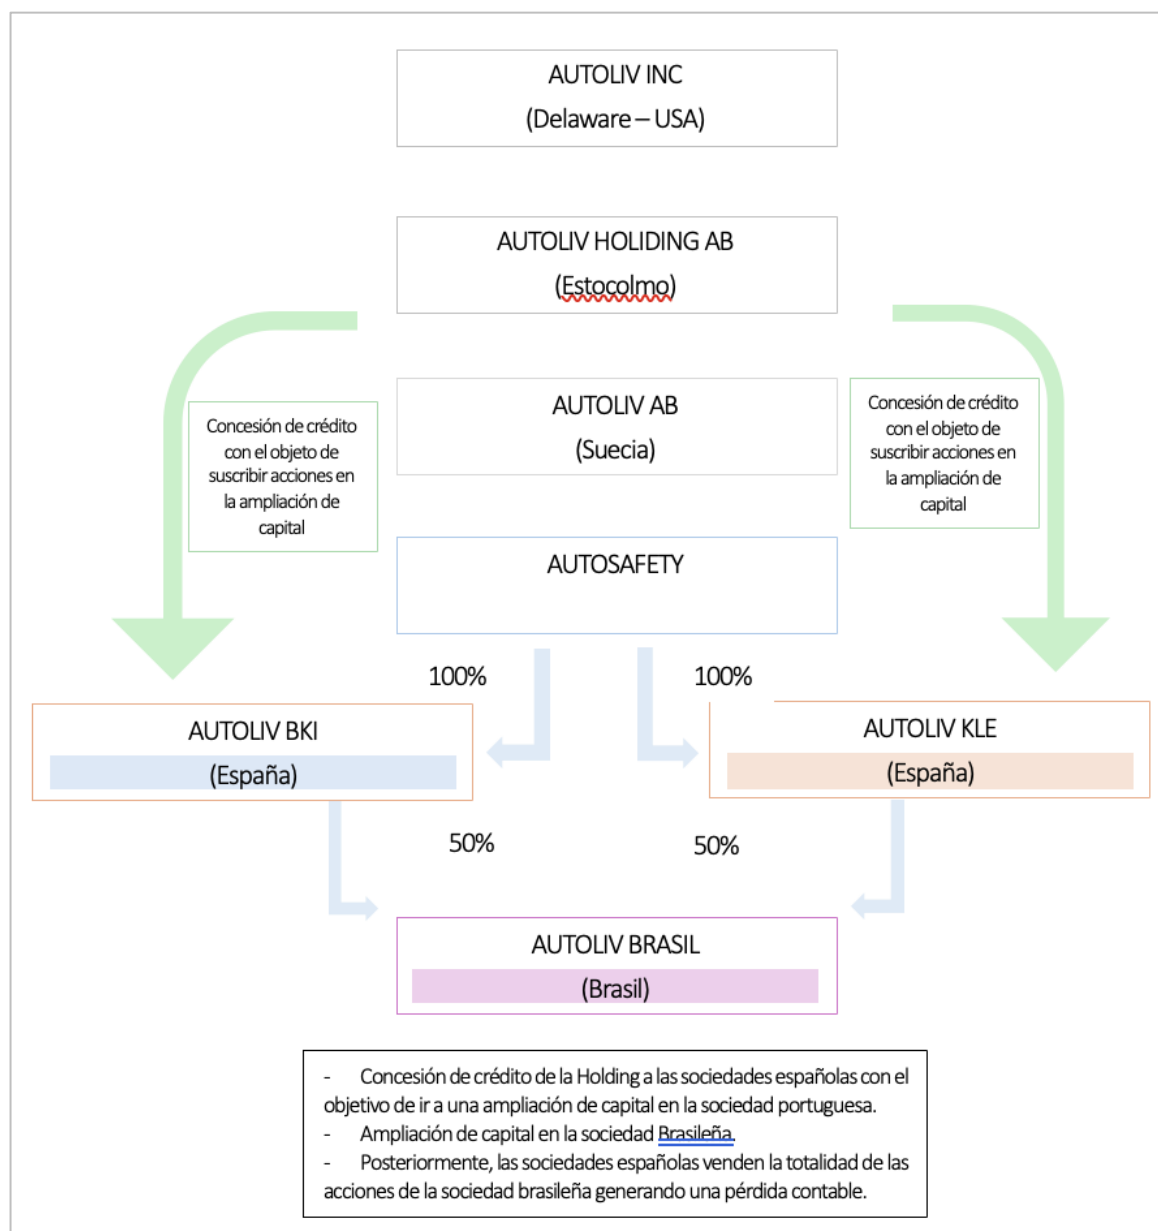 AUTOLIV INC
(Delaware – USA)
AUTOLIV HOLIDING AB
(Estocolmo)
Concesión de crédito
con el objeto de
suscribir acciones en
la ampliación de
capital
AUTOLIV AB
(Suecia)
Concesión de crédito
con el objeto de
suscribir acciones en
la ampliación de
capital
AUTOSAFETY
100%
100%
AUTOLIV BKI
(España)
AUTOLIV KLE
(España)
50%
50%
AUTOLIV BRASIL
(Brasil)
- Concesión de crédito de la Holding a las sociedades españolas con el
objetivo de ir a una ampliación de capital en la sociedad portuguesa.
- Ampliación de capital en la sociedad Brasileña.
- Posteriormente, las sociedades españolas venden la totalidad de las
acciones de la sociedad brasileña generando una pérdida contable.